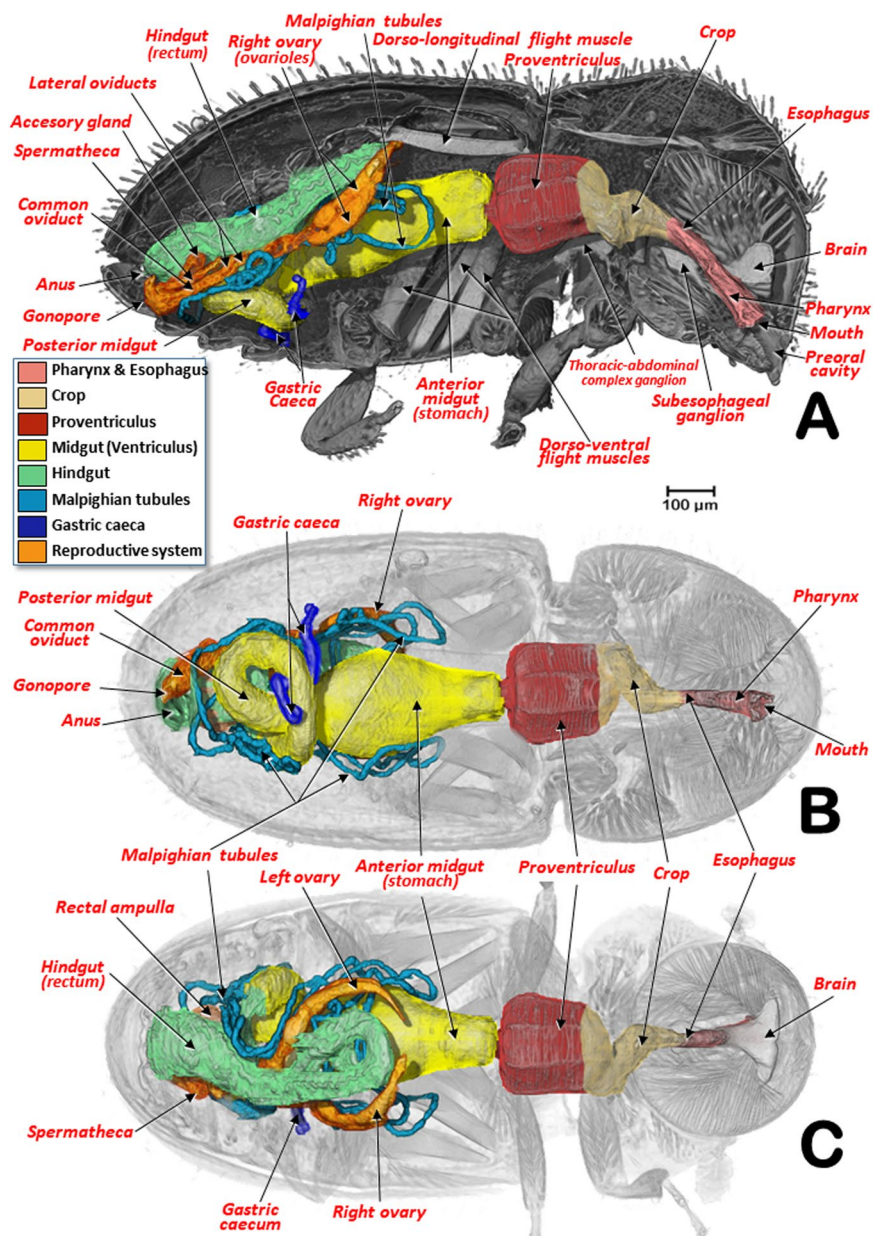 Malpighian tubules
Hindgut
(rectum)
Right ovary
(ovarioles)
Dorso-longitudinal flight muscle
Proventriculus
Crop
Lateral oviducts
Esophagus
Accesory gland
Spermatheca
Common
oviduct
Brain
Anus
Gonopore
Pharynx
Mouth
Posterior midgut
Preoral
cavity
Gastric
Caeca
Anterior
midgut
(stomach)
Thoracic-abdominal
complex ganglion
Subesophageal
ganglion
Dorso-ventral
flight muscles
A
Pharynx & Esophagus
Crop
Proventriculus
Midgut (Ventriculus)
Hindgut
Malpighian tubules
Gastric caeca
Reproductive system
100 µm
Right ovary
Gastric caeca
Posterior midgut
Common
oviduct
Pharynx
Gonopore
Anus
Mouth
B
Malpighian tubules
Left ovary
Anterior midgut
(stomach)
Proventriculus
Crop
Esophagus
Rectal ampulla
Hindgut
(rectum)
Brain
Spermatheca
Gastric
caecum
Right ovary
C